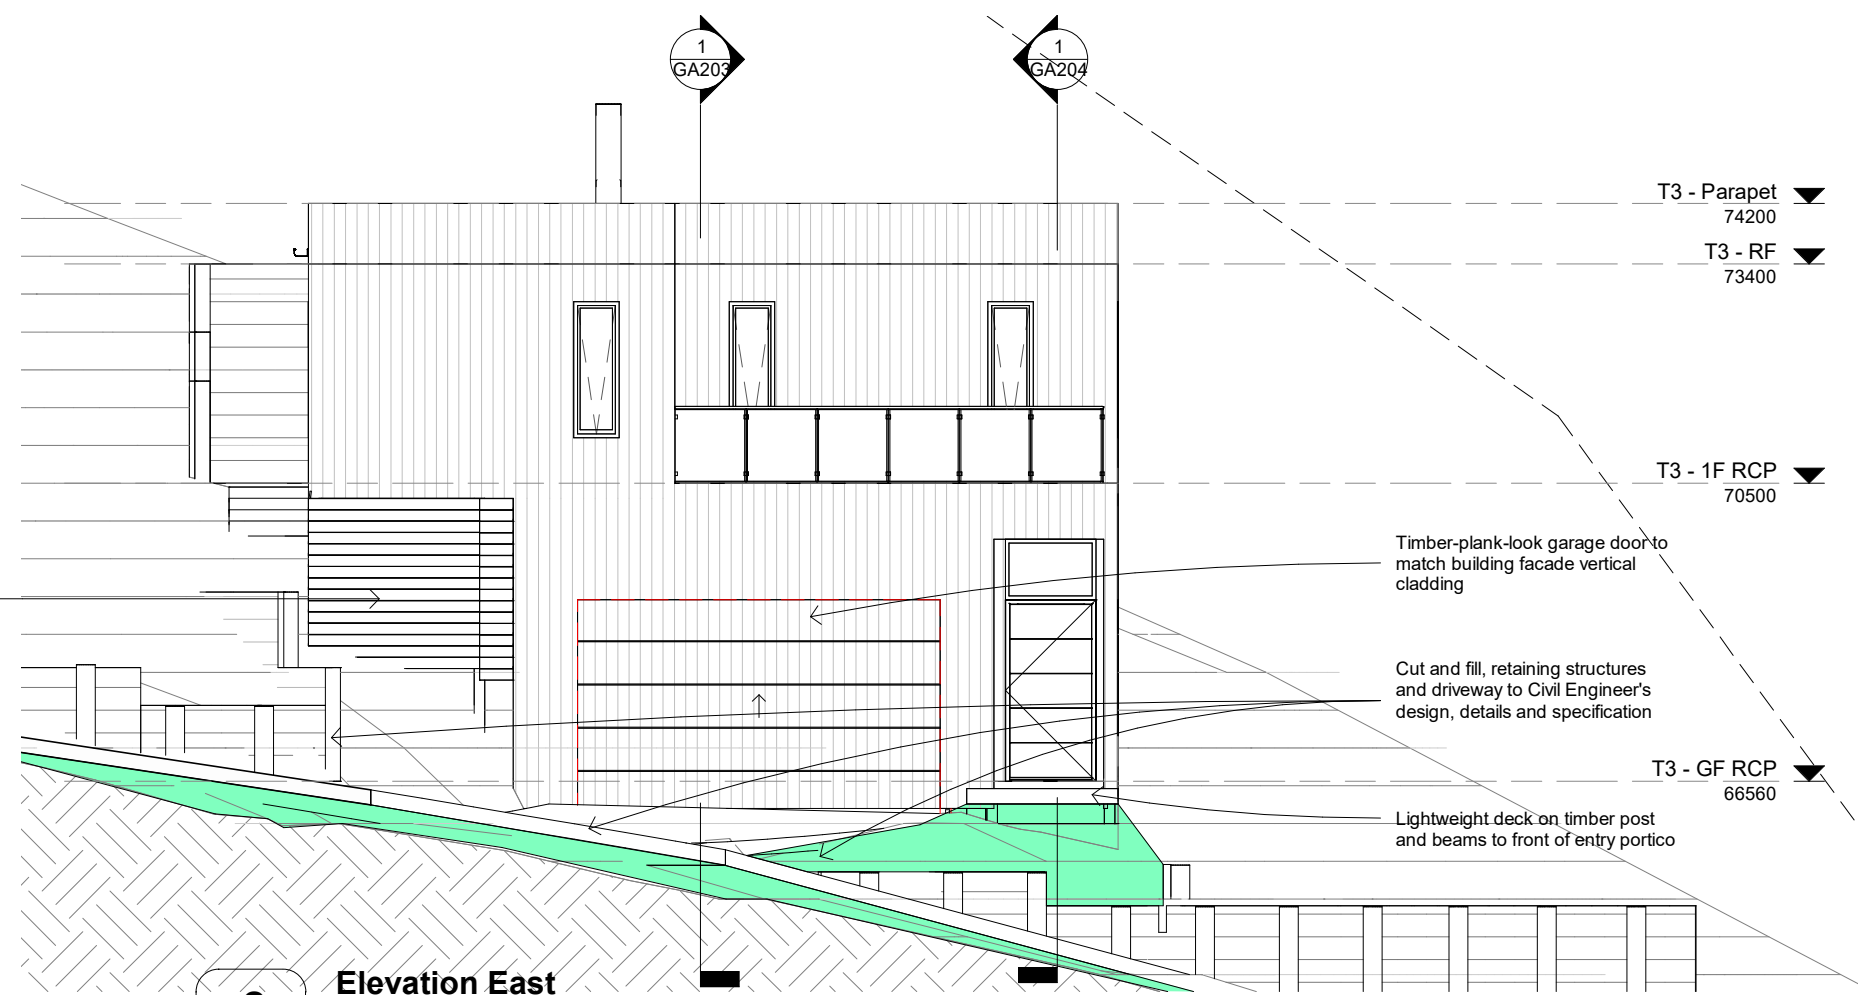 1
GA203
1
GA204
T3 - Parapet
74200
T3 - RF
73400
T3 - 1F RCP
70500
Timber-plank-look garage door to
match building facade vertical
cladding
Cut and fill, retaining structures
and driveway to Civil Engineer's
design, details and specification
T3 - GF RCP
66560
Lightweight deck on timber post
and beams to front of entry portico
Elevation East